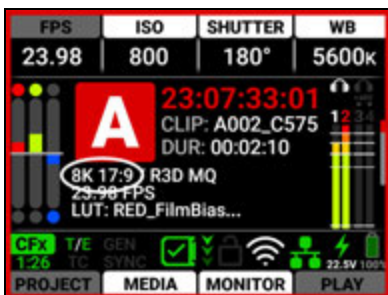 FPS ISO SHUTTER WB
23.98 800 180° 5600K
A
23:07:33:01
CLIP: A002_C575
DUR: 00:02:10
12
8K 17:9 R3D MQ
23.98 FPS
LUT: RED_FilmBias...
CFx T/E GEN
1:26 TC SYNC
22.5V 100%
PROJECT MEDIA MONITOR PLAY